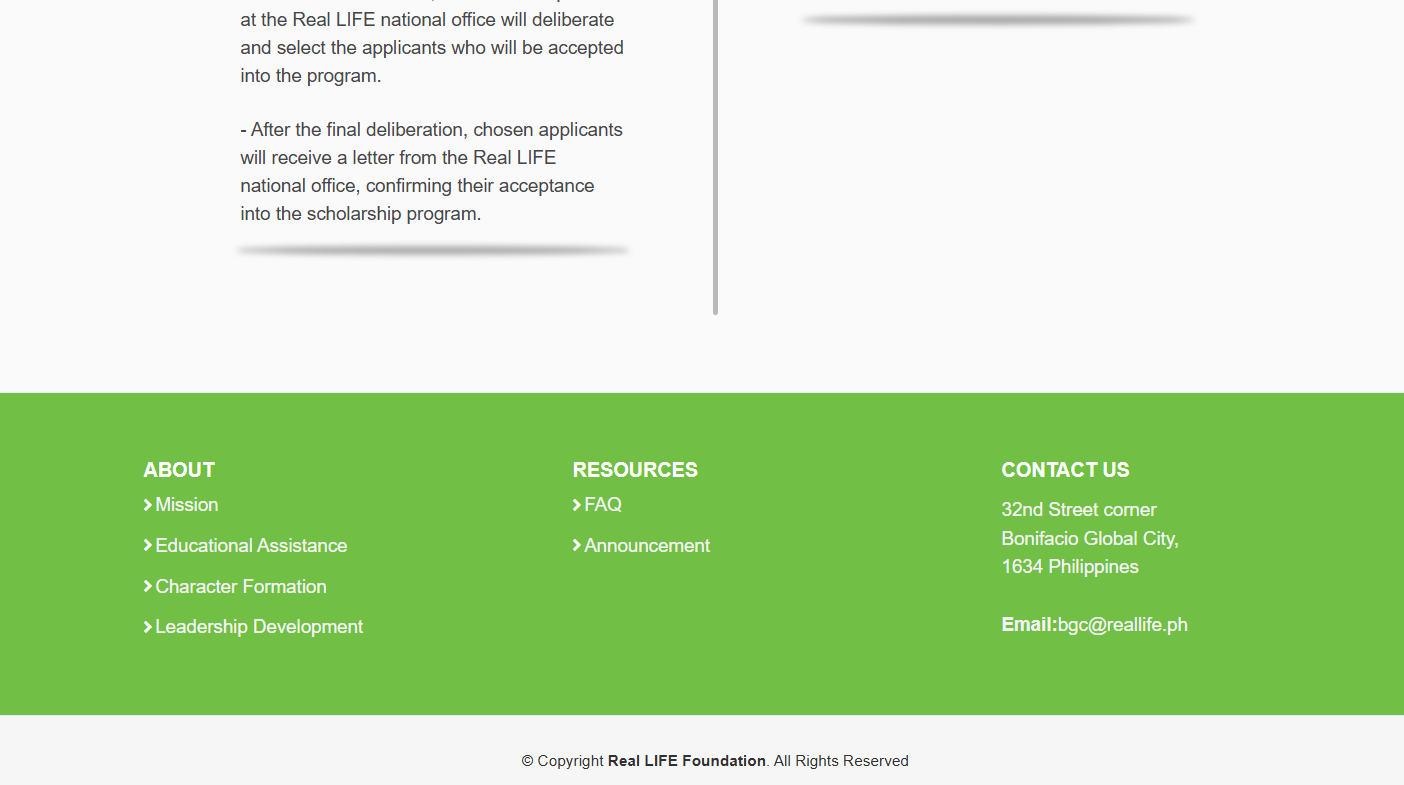 at the Real LIFE national office will deliberate
and select the applicants who will be accepted
into the program.
- After the final deliberation, chosen applicants
will receive a letter from the Real LIFE
national office, confirming their acceptance
into the scholarship program.
ABOUT
Mission
Educational Assistance
Character Formation
Leadership Development
RESOURCES
FAQ
Announcement
CONTACT US
32nd Street corner
Bonifacio Global City,
1634 Philippines
Email:bgc@reallife.ph
© Copyright Real LIFE Foundation. All Rights Reserved